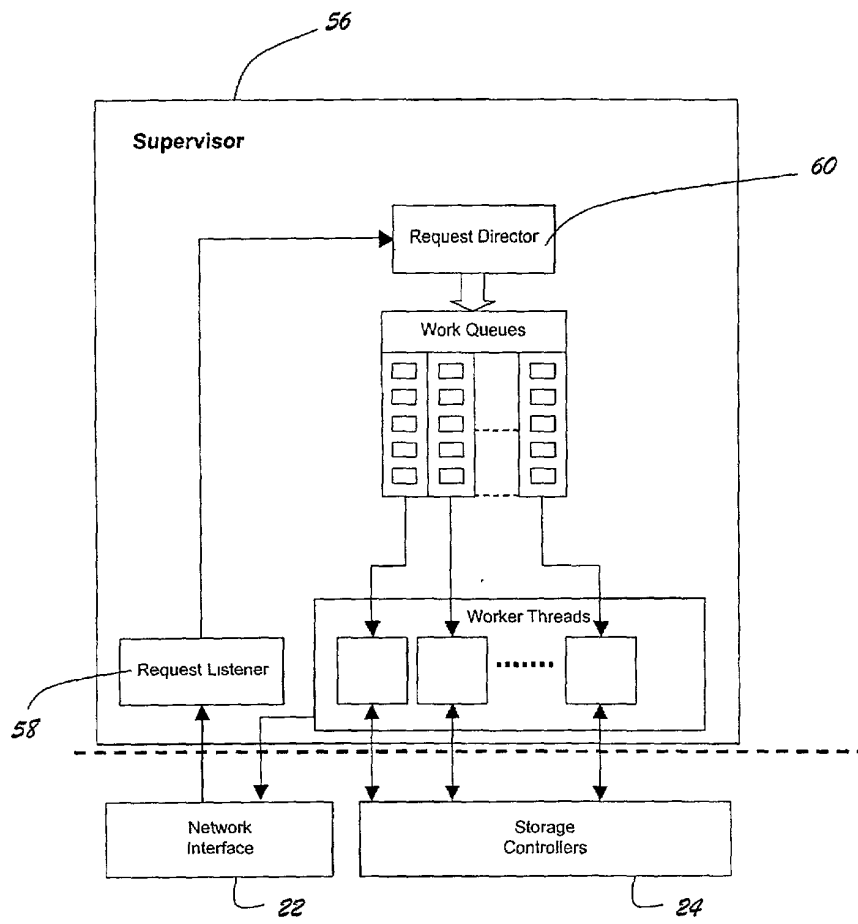 56
Supervisor
60
Request Director
Work Queues
Worker Threads
Request Listener
58
Network
Interface
Storage
Controllers
22
24